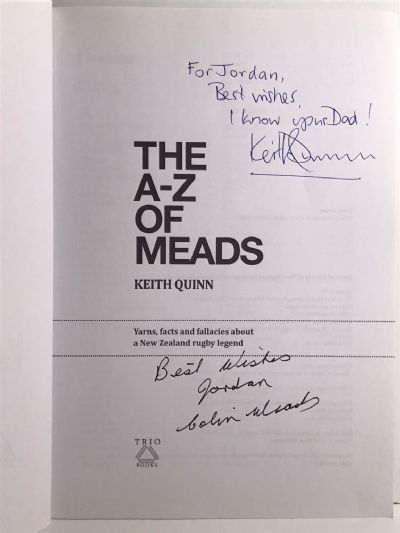 For Jordan,
Best wishes,
I know your Dad!
Keith Quinn
THE
A-Z
OF
MEADS
KEITH QUINN
Yarns, facts and fallacies about
a New Zealand rugby legend
Best Wishes
Jordan
Colin Meads
TRIO
BOOKS